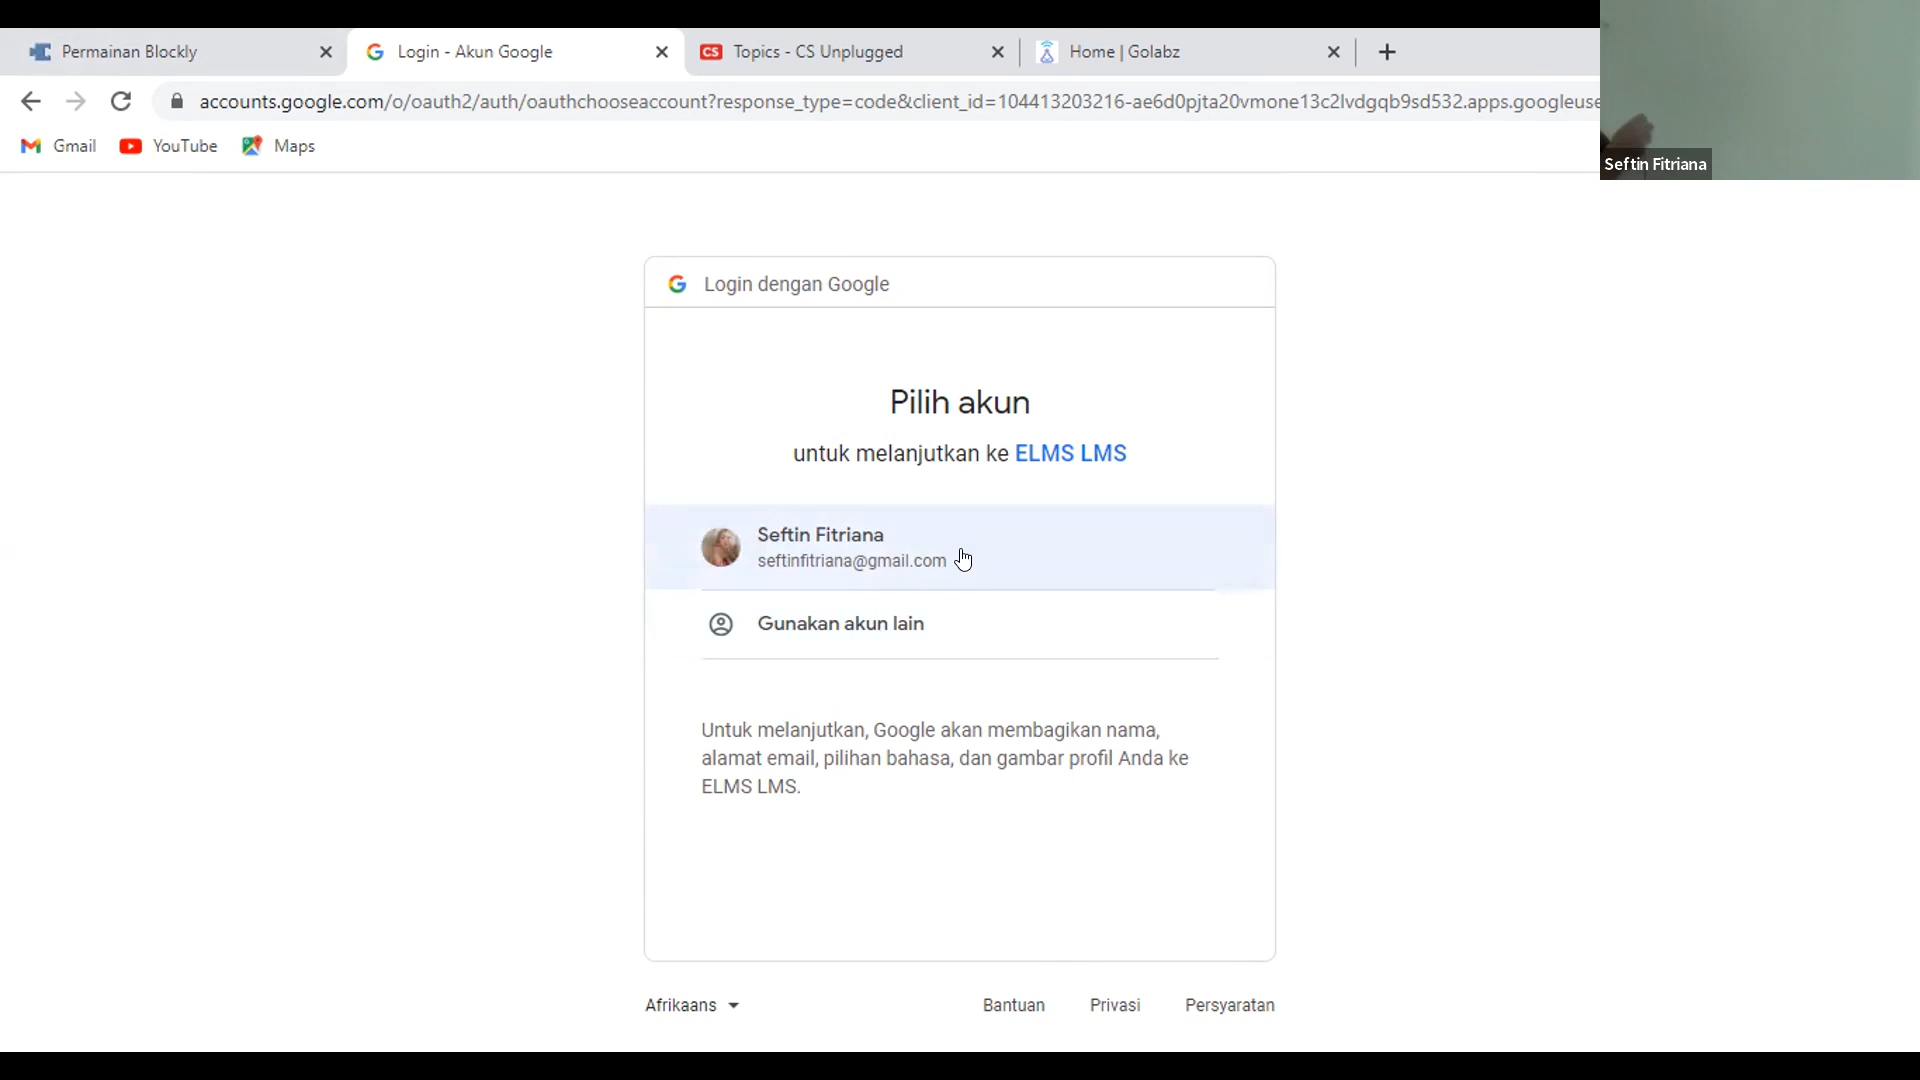 Permainan Blockly
Login - Akun Google
Topics - CS Unplugged
Home | Golabz
accounts.google.com/o/oauth2/auth/oauthchooseaccount?response_type=code&client_id=104413203216-ae6d0pjta20vmone13c2lvdgqb9sd532.apps.googleuse
Gmail
YouTube
Maps
Seftin Fitriana
Login dengan Google
Pilih akun
untuk melanjutkan ke ELMS LMS
Seftin Fitriana
seftinfitriana@gmail.com
Gunakan akun lain
Untuk melanjutkan, Google akan membagikan nama,
alamat email, pilihan bahasa, dan gambar profil Anda ke
ELMS LMS.
Afrikaans
Bantuan
Privasi
Persyaratan